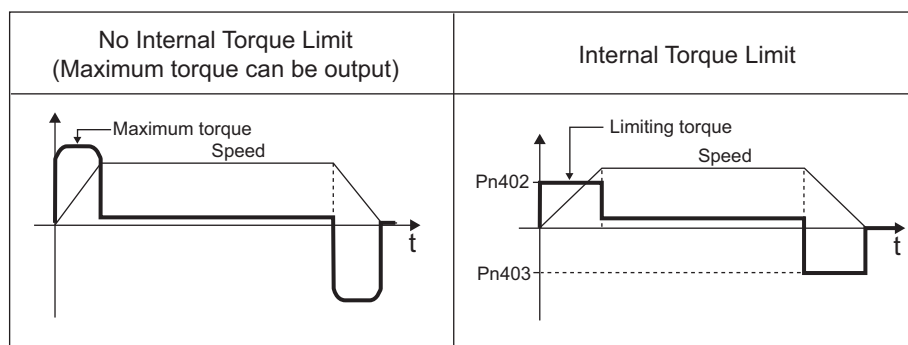 No Internal Torque Limit
(Maximum torque can be output)
Internal Torque Limit
Maximum torque
Speed
t
Limiting torque
Speed
Pn402
t
Pn403